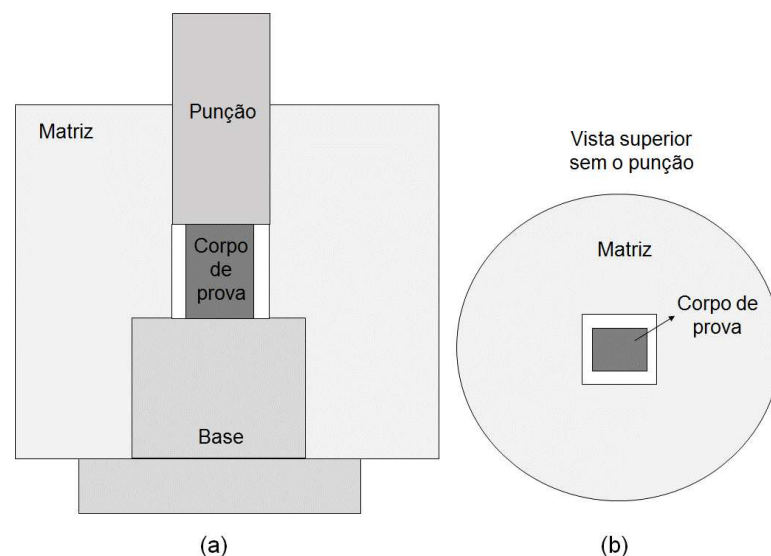 Punção
Matriz
Corpo
de
prova
Base
(a)
Vista superior
sem o punção
Matriz
Corpo de
prova
(b)